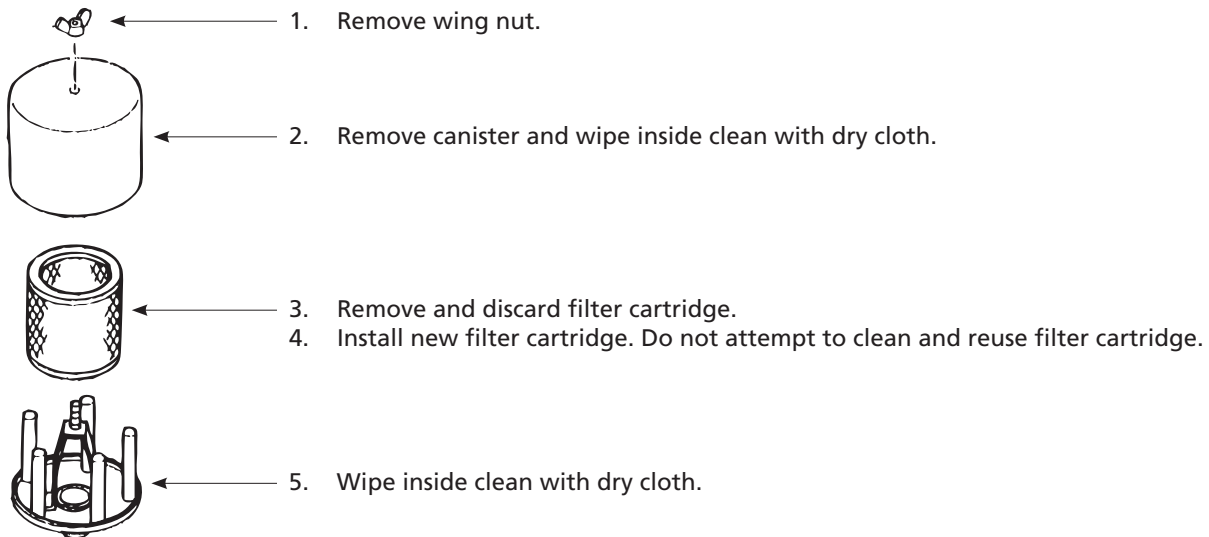 1. Remove wing nut.
2. Remove canister and wipe inside clean with dry cloth.
3. Remove and discard filter cartridge.
4. Install new filter cartridge. Do not attempt to clean and reuse filter cartridge.
5. Wipe inside clean with dry cloth.